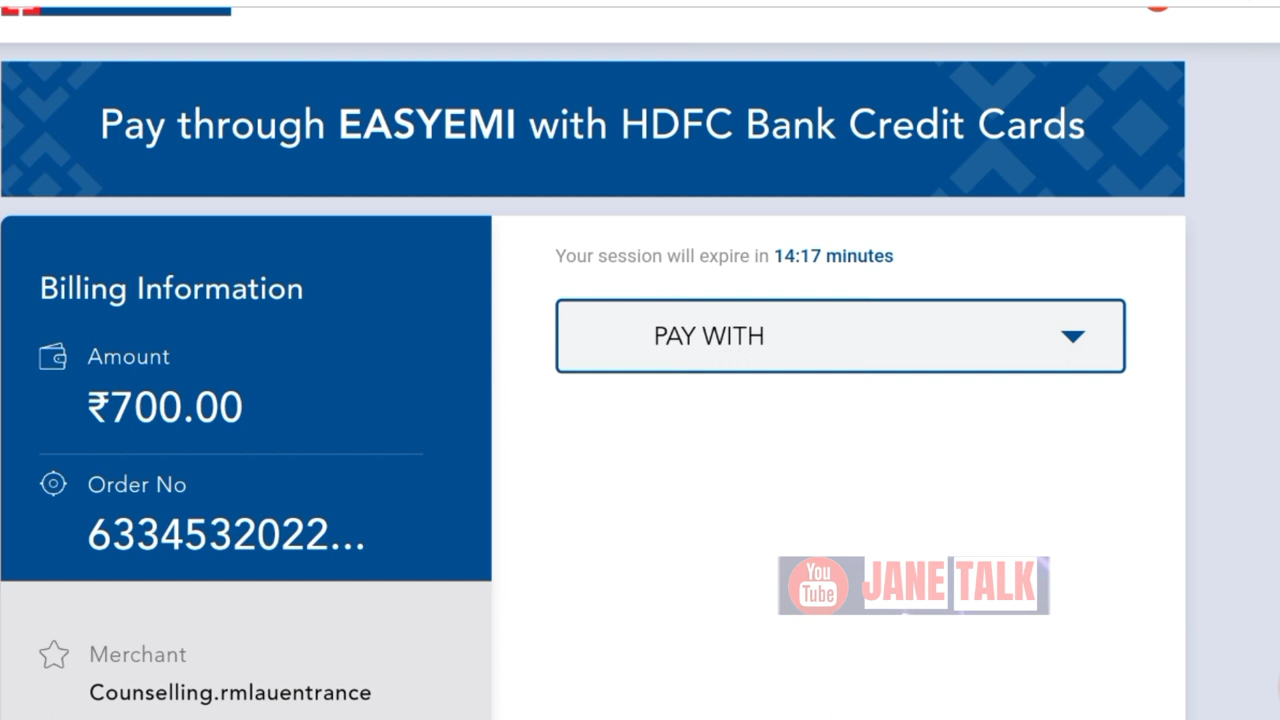 Pay through EASYEMI with HDFC Bank Credit Cards
Billing Information
Amount
₹700.00
Order No
6334532022...
Merchant
Counselling.rmlauentrance
Your session will expire in 14:17 minutes
PAY WITH
You
Tube
JANE TALK